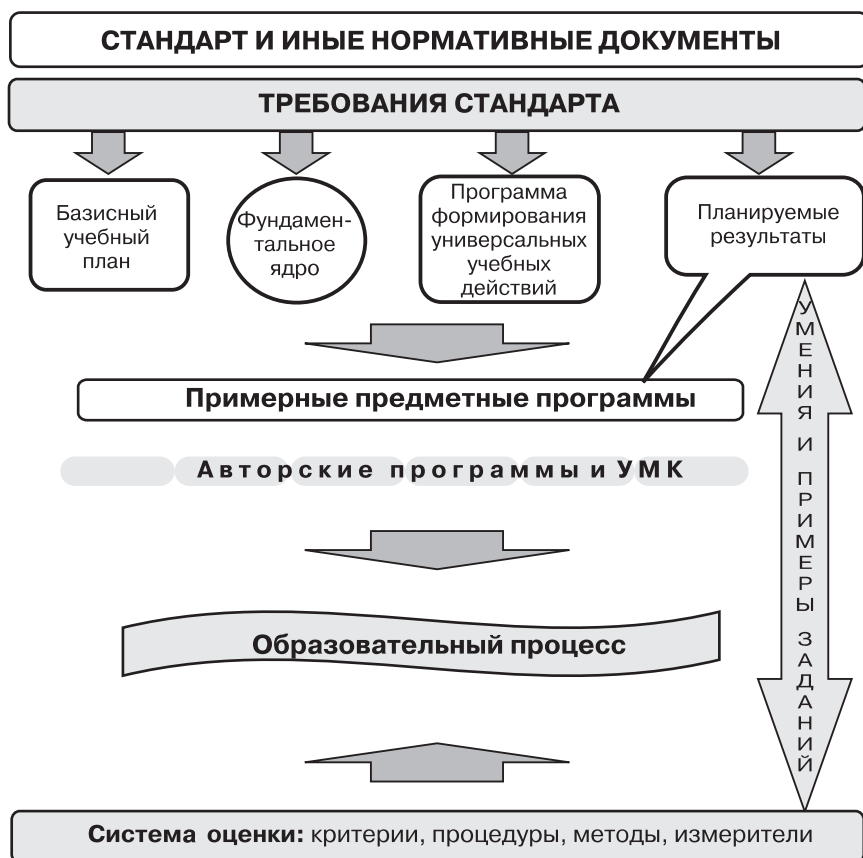 СТАНДАРТ И ИНЫЕ НОРМАТИВНЫЕ ДОКУМЕНТЫ
ТРЕБОВАНИЯ СТАНДАРТА
Базисный
учебный
план
Фундамен-
тальное
ядро
Программа
формирования
универсальных
учебных
действий
Планируемые
результаты
УМЕНИЯ И ПРИМЕРЫ ЗАДАНИЙ
Примерные предметные программы
Авторские программы и УМК
Образовательный процесс
Система оценки: критерии, процедуры, методы, измерители